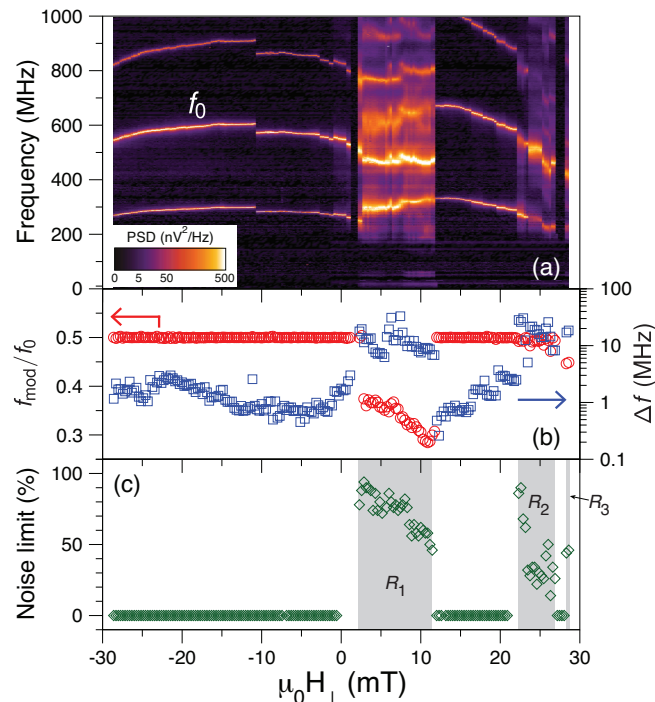 1000
800
600
400
200
0
Frequency (MHz)
f₀
PSD (nV²/Hz)
0 5 50 500
(a)
0.5
0.4
0.3
f_mod/f₀
100
10
1
0.1
Δf (MHz)
(b)
(c)
100
50
0
Noise limit (%)
R₁
R₂
R₃
-30 -20 -10 0 10 20 30
μ₀H⊥ (mT)